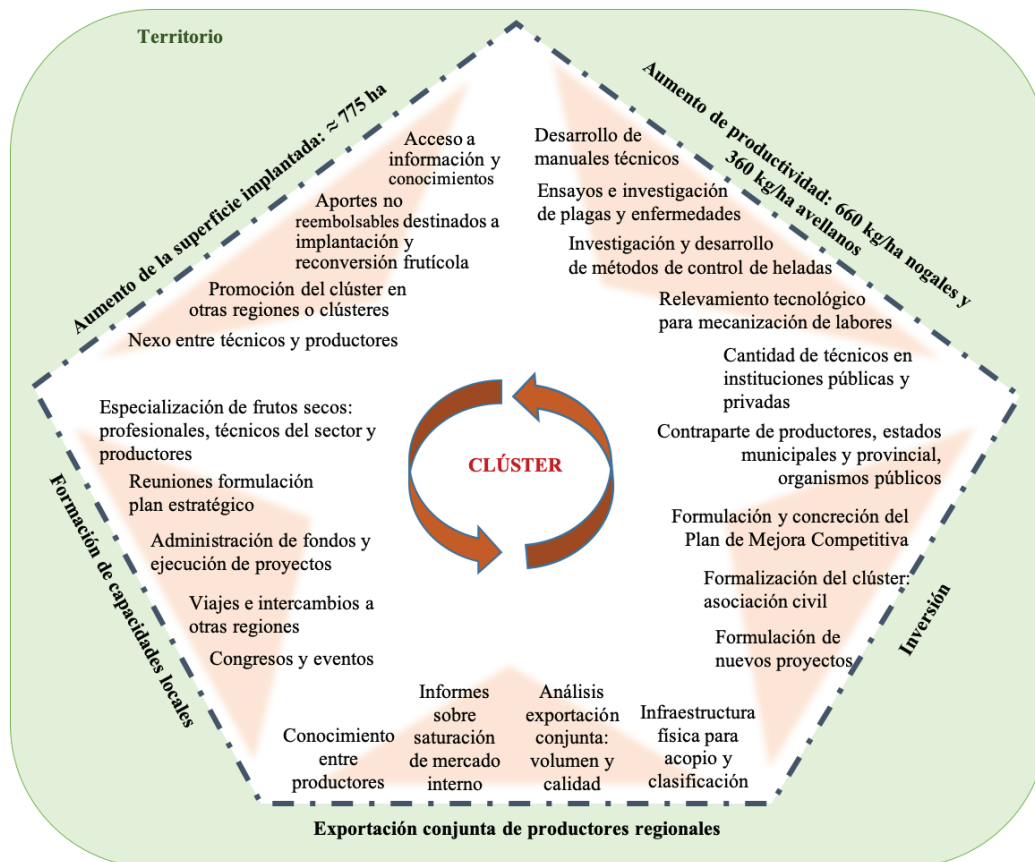 Territorio
Aumento de la superficie implantada: ≈ 775 ha
Acceso a
información y
conocimientos
Aportes no
reembolsables destinados a
implantación y
reconversión frutícola
Promoción del clúster en
otras regiones o clústeres
Nexo entre técnicos y productores
Aumento de productividad: 660 kg/ha nogales y
360 kg/ha avellanos
Desarrollo de
manuales técnicos
Ensayos e investigación
de plagas y enfermedades
Investigación y desarrollo
de métodos de control de heladas
Relevamiento tecnológico
para mecanización de labores
Cantidad de técnicos en
instituciones públicas y
privadas
CLÚSTER
Formación de capacidades locales
Especialización de frutos secos:
profesionales, técnicos del sector y
productores
Reuniones formulación
plan estratégico
Administración de fondos y
ejecución de proyectos
Viajes e intercambios a
otras regiones
Congresos y eventos
Inversión
Contraparte de productores, estados
municipales y provincial,
organismos públicos
Formulación y concreción del
Plan de Mejora Competitiva
Formalización del clúster:
asociación civil
Formulación de
nuevos proyectos
Conocimiento
entre
productores
Informes
sobre
saturación
de mercado
interno
Análisis
exportación
conjunta:
volumen y
calidad
Infraestructura
física para
acopio y
clasificación
Exportación conjunta de productores regionales